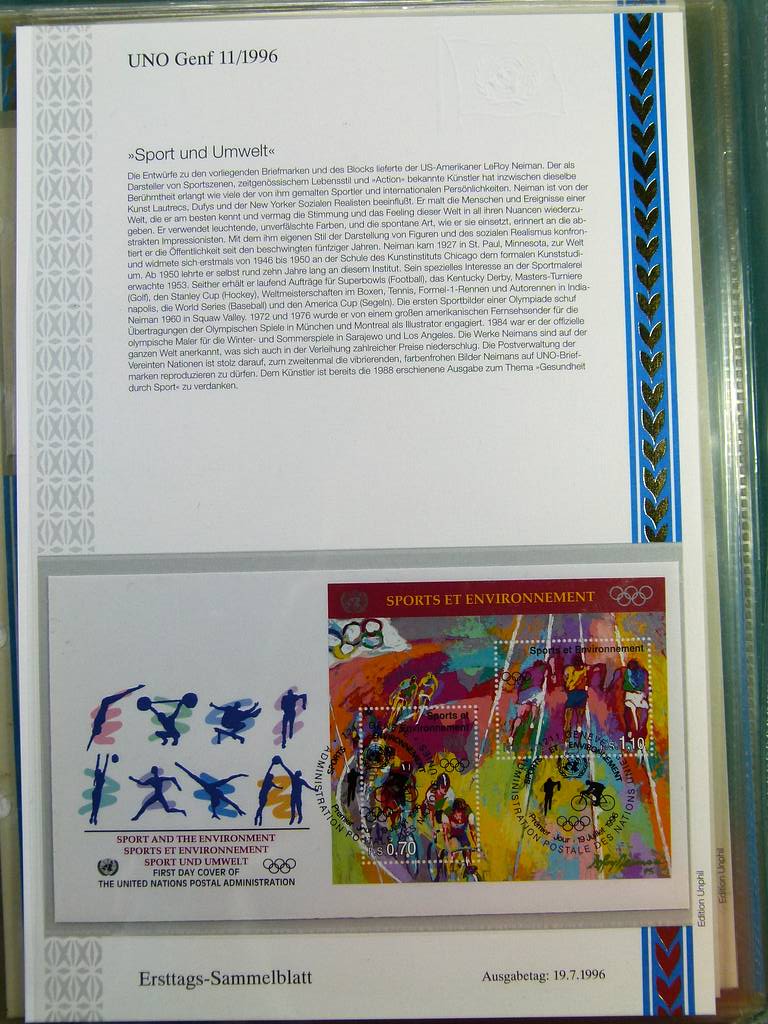 UNO Genf 11/1996
»Sport und Umwelt«
Die Entwürfe zu den vorliegenden Briefmarken und des Blocks lieferte der US-Amerikaner LeRoy Neiman. Der als
Darsteller von Sportszenen, zeitgenössischem Lebensstil und »Action« bekannte Künstler hat inzwischen dieselbe
Berühmtheit erlangt wie viele der von ihm gemalten Sportler und internationalen Persönlichkeiten. Neiman ist von der
Kunst Lautrecs, Dufys und der New Yorker Sozialen Realisten beeinflußt. Er malt die Menschen und Ereignisse einer
Welt, die er am besten kennt und vermag die Stimmung und das Feeling dieser Welt in all ihren Nuancen wiederzu-
geben. Er verwendet leuchtende, unverfälschte Farben, und die spontane Art, wie er sie einsetzt, erinnert an die ab-
strakten Impressionisten. Mit dem ihm eigenen Stil der Darstellung von Figuren und des sozialen Realismus konfron-
tiert er die Öffentlichkeit seit den beschwingten fünfziger Jahren. Neiman kam 1927 in St. Paul, Minnesota, zur Welt
und widmete sich erstmals von 1946 bis 1950 an der Schule des Kunstinstituts Chicago dem formalen Kunststudi-
um. Ab 1950 lehrte er selbst rund zehn Jahre lang an diesem Institut. Sein spezielles Interesse an der Sportmalerei
erwachte 1953. Seither erhält er laufend Aufträge für Superbowls (Football), das Kentucky Derby, Masters-Turniere
(Golf), den Stanley Cup (Hockey), Weltmeisterschaften im Boxen, Tennis, Formel-1-Rennen und Autorennen in India-
napolis, die World Series (Baseball) und den America Cup (Segeln). Die ersten Sportbilder einer Olympiade schuf
Neiman 1960 in Squaw Valley. 1972 und 1976 wurde er von einem großen amerikanischen Fernsehsender für die
Übertragungen der Olympischen Spiele in München und Montreal als Illustrator engagiert. 1984 war er der offizielle
olympische Maler für die Winter- und Sommerspiele in Sarajewo und Los Angeles. Die Werke Neimans sind auf der
ganzen Welt anerkannt, was sich auch in der Verleihung zahlreicher Preise niederschlug. Die Postverwaltung der
Vereinten Nationen ist stolz darauf, zum zweitenmal die vibrierenden, farbenfrohen Bilder Neimans auf UNO-Brief-
marken reproduzieren zu dürfen. Dem Künstler ist bereits die 1988 erschienene Ausgabe zum Thema »Gesundheit
durch Sport« zu verdanken.
SPORTS ET ENVIRONNEMENT
Sports et Environnement
1.10
Sports et
Environnement
0.70
1211 GENEVE
SPORT ET ENVIRONNEMENT
Premier Jour - 19 Juillet 1996
ADMINISTRATION POSTALE DES NATIONS UNIES
SPORT AND THE ENVIRONMENT
SPORTS ET ENVIRONNEMENT
SPORT UND UMWELT
FIRST DAY COVER OF
THE UNITED NATIONS POSTAL ADMINISTRATION
Edition Unphil
Edition Unphil
Ersttags-Sammelblatt
Ausgabetag: 19.7.1996